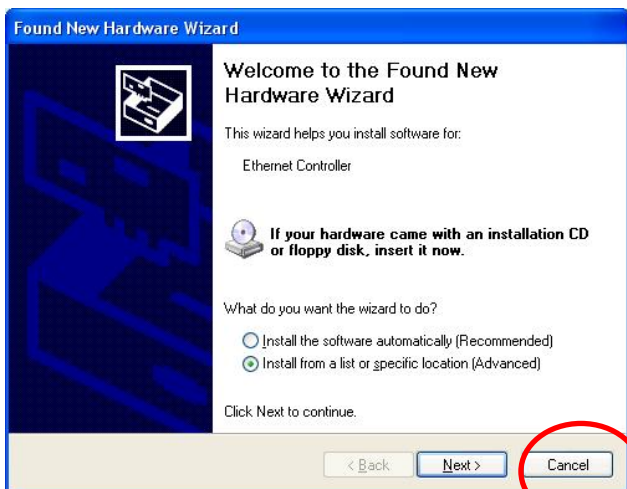 Found New Hardware Wizard
Welcome to the Found New
Hardware Wizard
This wizard helps you install software for:
Ethernet Controller
If your hardware came with an installation CD
or floppy disk, insert it now.
What do you want the wizard to do?
Install the software automatically (Recommended)
Install from a list or specific location (Advanced)
Click Next to continue.
< Back Next > Cancel